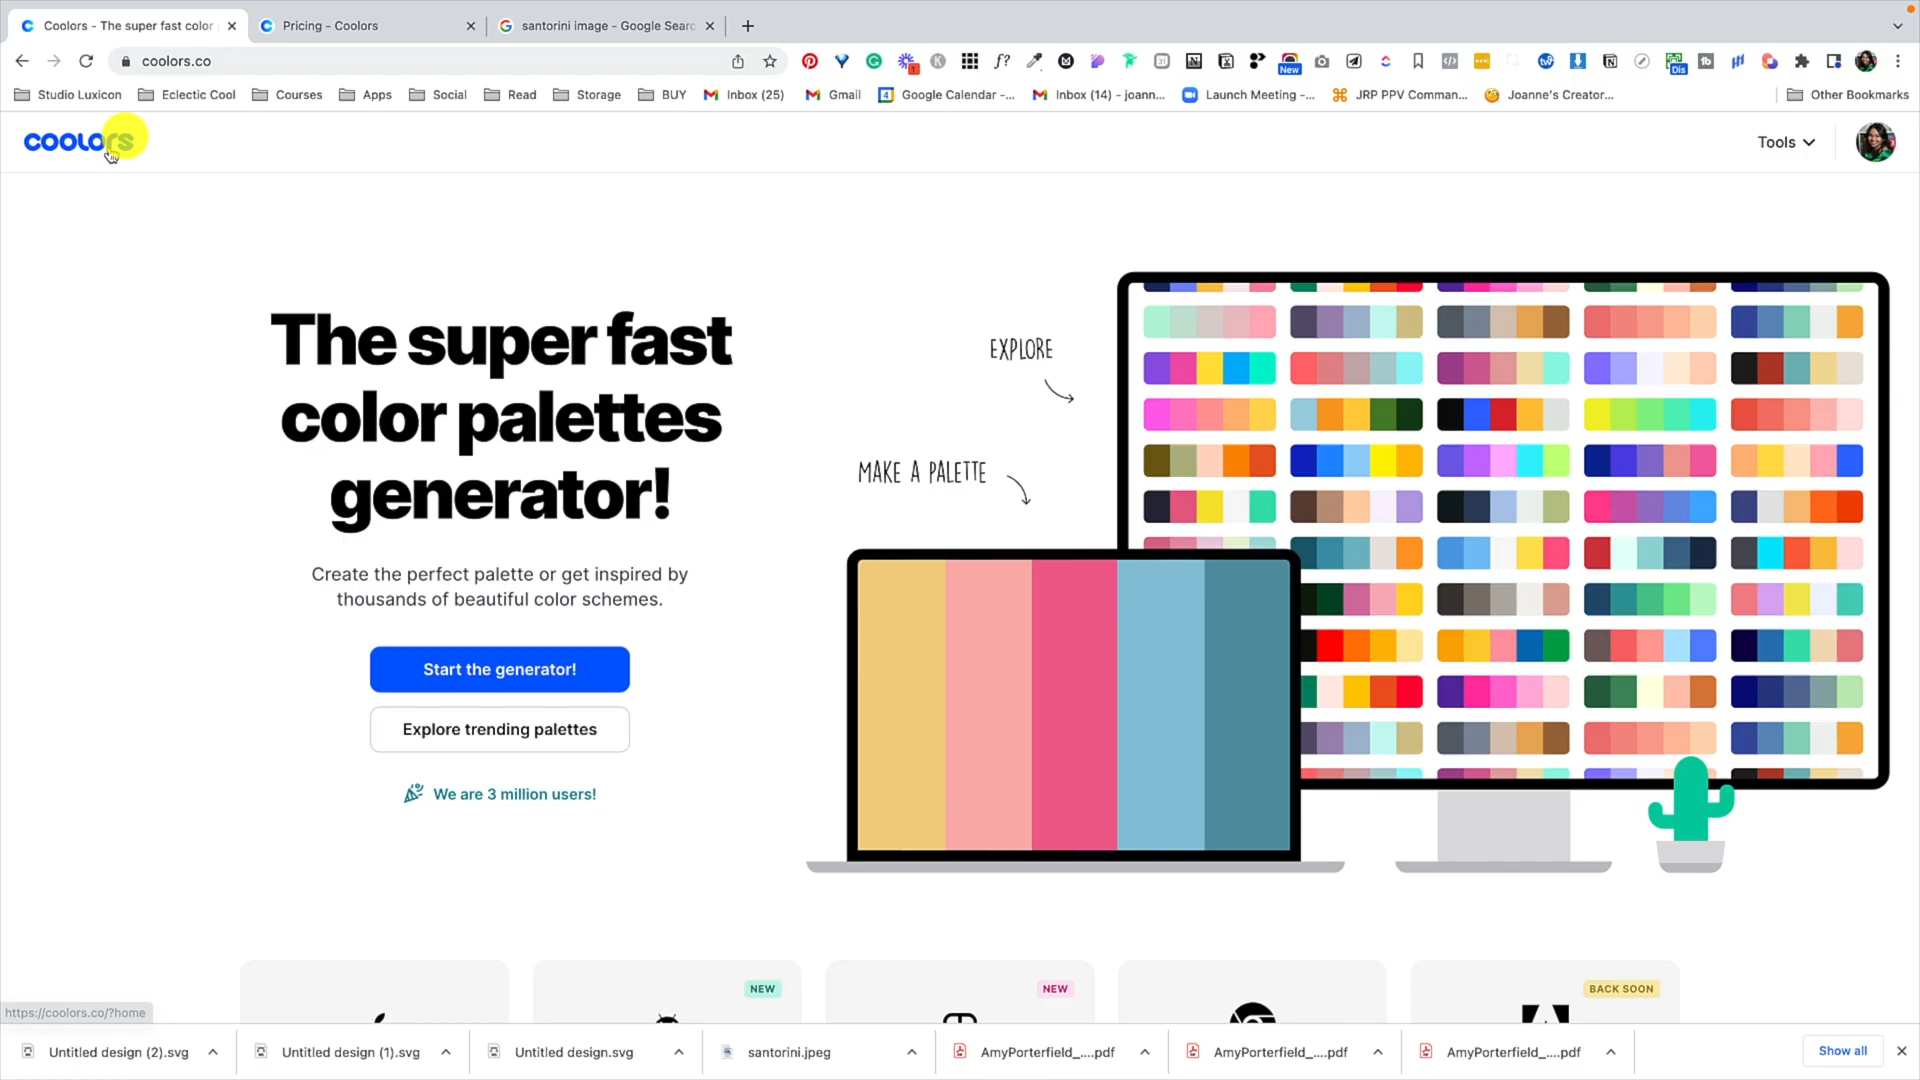 Coolors - The super fast color
Pricing - Coolors
santorini image - Google Searc
coolors.co
1
New
Dis
Studio Luxicon
Eclectic Cool
Courses
Apps
Social
Read
Storage
BUY
Inbox (25)
Gmail
Google Calendar -...
Inbox (14) - joann...
Launch Meeting -...
JRP PPV Comman...
Joanne's Creator...
Other Bookmarks
coolors
Tools
The super fast
color palettes
generator!
EXPLORE
MAKE A PALETTE
Create the perfect palette or get inspired by
thousands of beautiful color schemes.
Start the generator!
Explore trending palettes
We are 3 million users!
NEW
NEW
BACK SOON
https://coolors.co/?home
Untitled design (2).svg
Untitled design (1).svg
Untitled design.svg
santorini.jpeg
AmyPorterfield_....pdf
AmyPorterfield_....pdf
AmyPorterfield_....pdf
Show all